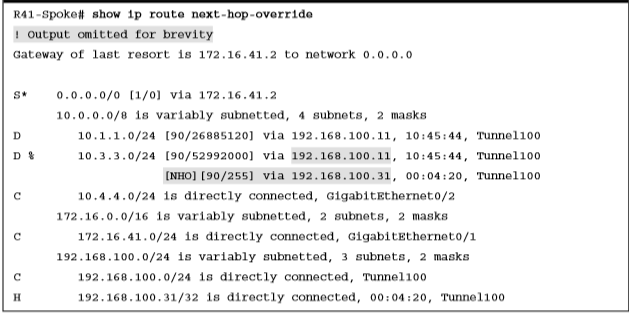 R41-Spoke# show ip route next-hop-override
! Output omitted for brevity
Gateway of last resort is 172.16.41.2 to network 0.0.0.0
S* 0.0.0.0/0 [1/0] via 172.16.41.2
10.0.0.0/8 is variably subnetted, 4 subnets, 2 masks
D 10.1.1.0/24 [90/26885120] via 192.168.100.11, 10:45:44, Tunnel100
D % 10.3.3.0/24 [90/52992000] via 192.168.100.11, 10:45:44, Tunnel100
[NHO][90/255] via 192.168.100.31, 00:04:20, Tunnel100
C 10.4.4.0/24 is directly connected, GigabitEthernet0/2
172.16.0.0/16 is variably subnetted, 2 subnets, 2 masks
C 172.16.41.0/24 is directly connected, GigabitEthernet0/1
192.168.100.0/24 is variably subnetted, 3 subnets, 2 masks
C 192.168.100.0/24 is directly connected, Tunnel100
H 192.168.100.31/32 is directly connected, 00:04:20, Tunnel100